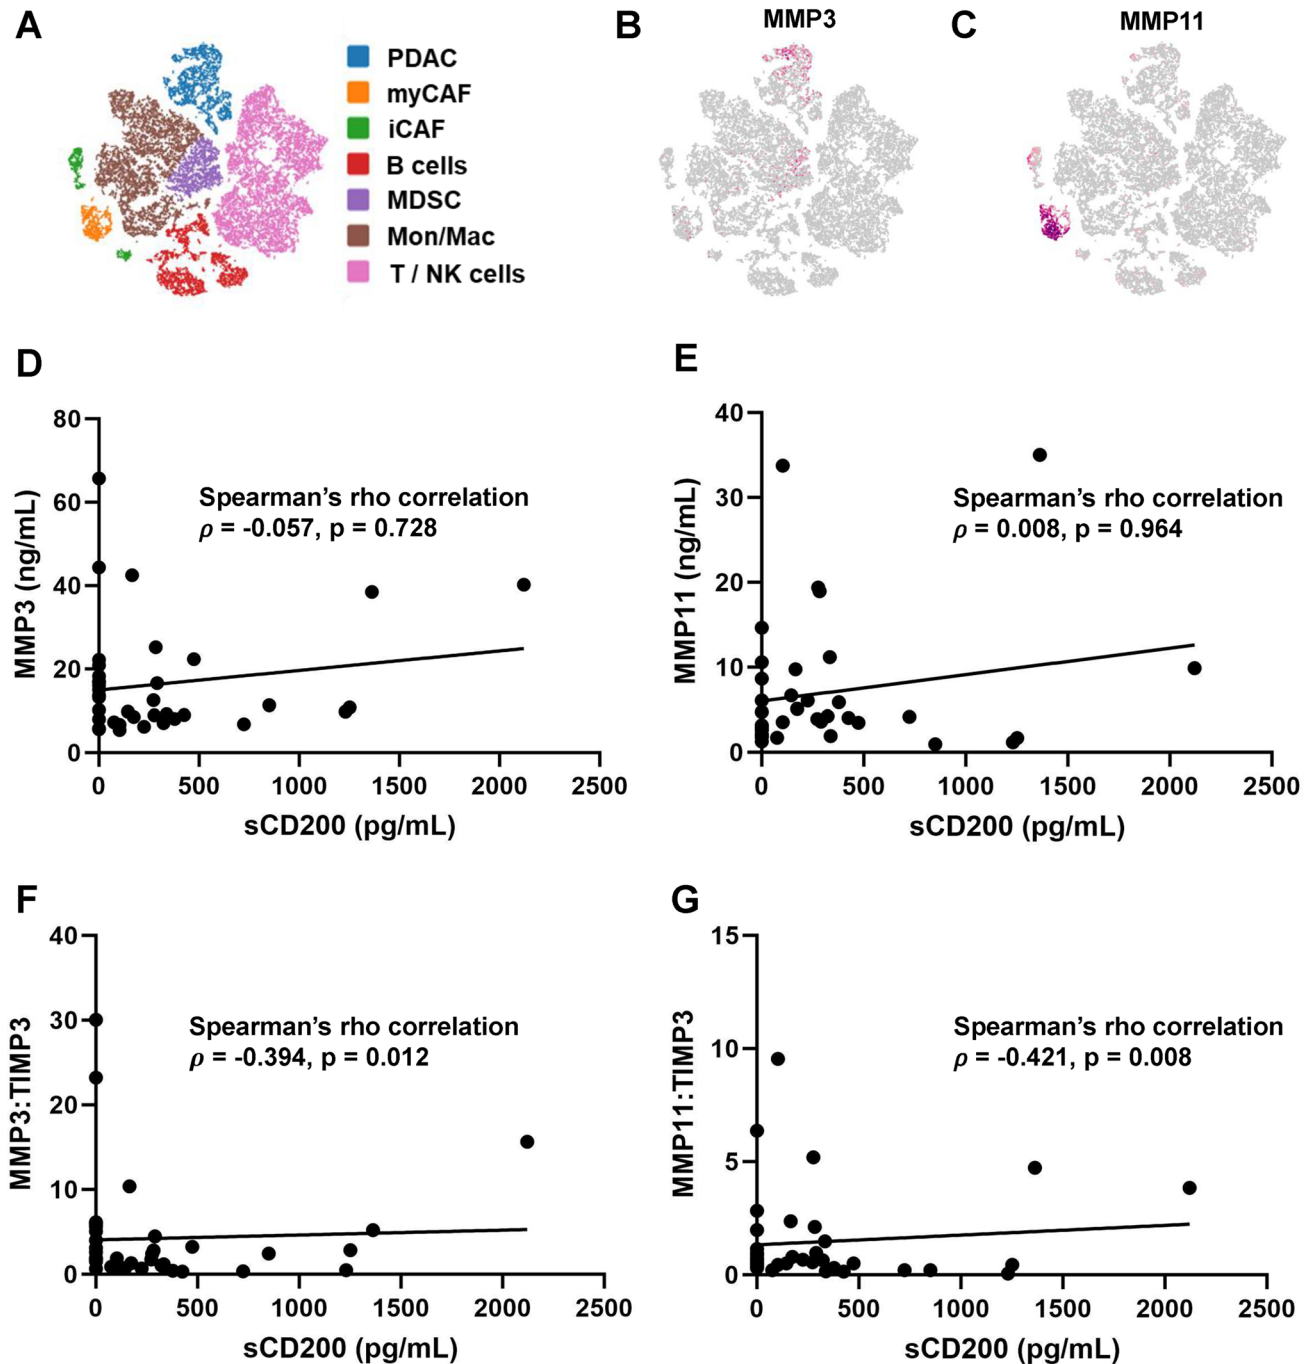 A
PDAC
myCAF
iCAF
B cells
MDSC
Mon/Mac
T / NK cells
B
MMP3
C
MMP11
D
80
60
40
20
0
MMP3 (ng/mL)
Spearman’s rho correlation
ρ = -0.057, p = 0.728
0 500 1000 1500 2000 2500
sCD200 (pg/mL)
E
40
30
20
10
0
MMP11 (ng/mL)
Spearman’s rho correlation
ρ = 0.008, p = 0.964
0 500 1000 1500 2000 2500
sCD200 (pg/mL)
F
40
30
20
10
0
MMP3:TIMP3
Spearman’s rho correlation
ρ = -0.394, p = 0.012
0 500 1000 1500 2000 2500
sCD200 (pg/mL)
G
15
10
5
0
MMP11:TIMP3
Spearman’s rho correlation
ρ = -0.421, p = 0.008
0 500 1000 1500 2000 2500
sCD200 (pg/mL)